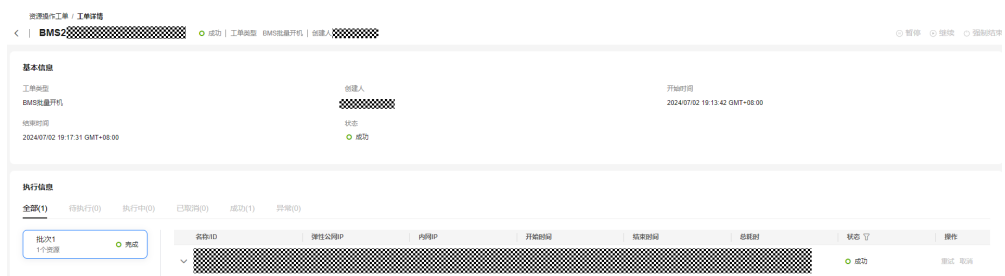 资源操作工单 / 工单详情
BMS2 成功 | 工单类型 BMS批量开机 | 创建人 暂停 继续 强制结束
基本信息
工单类型 创建人 开始时间
BMS批量开机 2024/07/02 19:13:42 GMT+08:00
结束时间 状态
2024/07/02 19:17:31 GMT+08:00 成功
执行信息
全部(1) 待执行(0) 执行中(0) 已取消(0) 成功(1) 异常(0)
批次1 完成
1个资源
名称/ID 弹性公网IP 内网IP 开始时间 结束时间 总耗时 状态 操作
成功 重试 取消